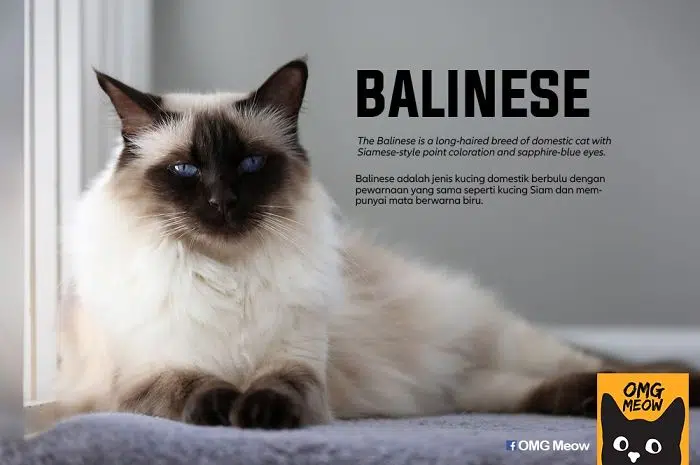 BALINESE
The Balinese is a long-haired breed of domestic cat with
Siamese-style point coloration and sapphire-blue eyes.
Balinese adalah jenis kucing domestik berbulu dengan
pewarnaan yang sama seperti kucing Siam dan mem-
punyai mata berwarna biru.
OMG
MEOW
f OMG Meow